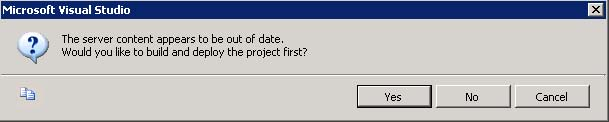 Microsoft Visual Studio
The server content appears to be out of date.
Would you like to build and deploy the project first?
Yes
No
Cancel